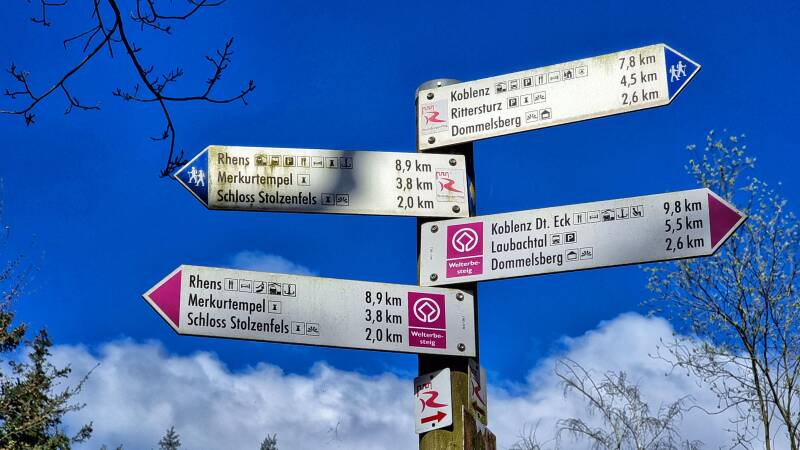 Koblenz 7,8 km
Rittersturz 4,5 km
Dommelsberg 2,6 km
Rhens 8,9 km
Merkurtempel 3,8 km
Schloss Stolzenfels 2,0 km
Koblenz Dt. Eck 9,8 km
Laubachtal 5,5 km
Dommelsberg 2,6 km
Welterbe-
steig
Rhens 8,9 km
Merkurtempel 3,8 km
Schloss Stolzenfels 2,0 km
Welterbe-
steig